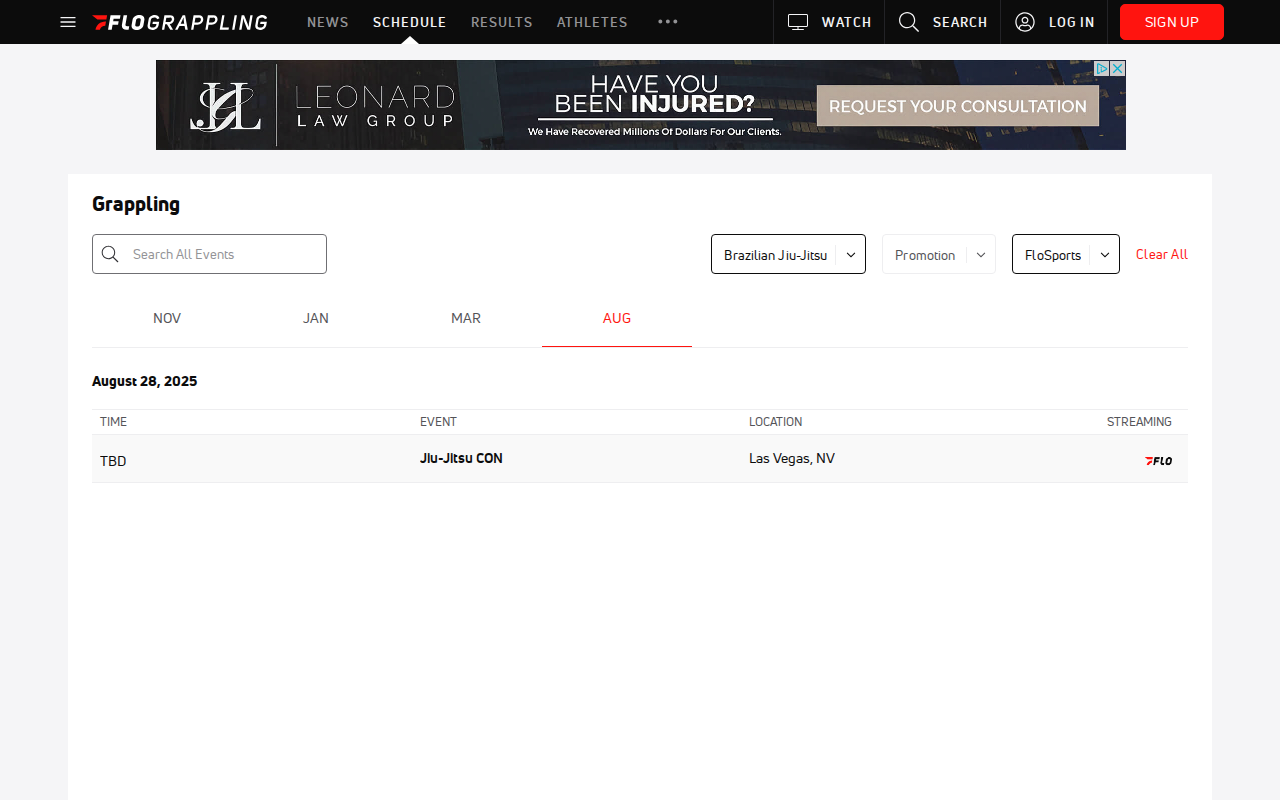 FLOGRAPPLING NEWS SCHEDULE RESULTS ATHLETES WATCH SEARCH LOG IN SIGN UP
JGL LEONARD LAW GROUP
HAVE YOU
BEEN INJURED?
We Have Recovered Millions Of Dollars For Our Clients.
REQUEST YOUR CONSULTATION
Grappling
Search All Events Brazilian Jiu-Jitsu Promotion FloSports Clear All
NOV JAN MAR AUG
August 28, 2025
TIME EVENT LOCATION STREAMING
TBD Jiu-Jitsu CON Las Vegas, NV FLO